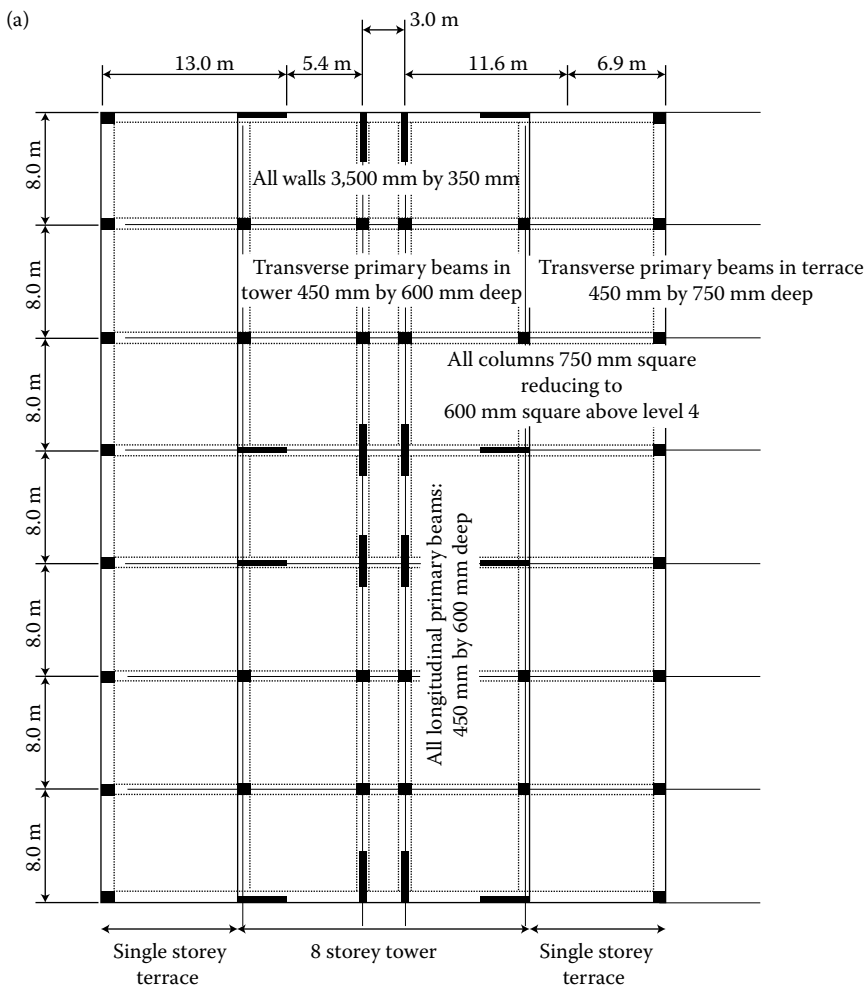 (a)
3.0 m
13.0 m
5.4 m
11.6 m
6.9 m
8.0 m
All walls 3,500 mm by 350 mm
8.0 m
Transverse primary beams in
tower 450 mm by 600 mm deep
Transverse primary beams in terrace
450 mm by 750 mm deep
8.0 m
All columns 750 mm square
reducing to
600 mm square above level 4
8.0 m
All longitudinal primary beams:
450 mm by 600 mm deep
8.0 m
8.0 m
8.0 m
Single storey
terrace
8 storey tower
Single storey
terrace